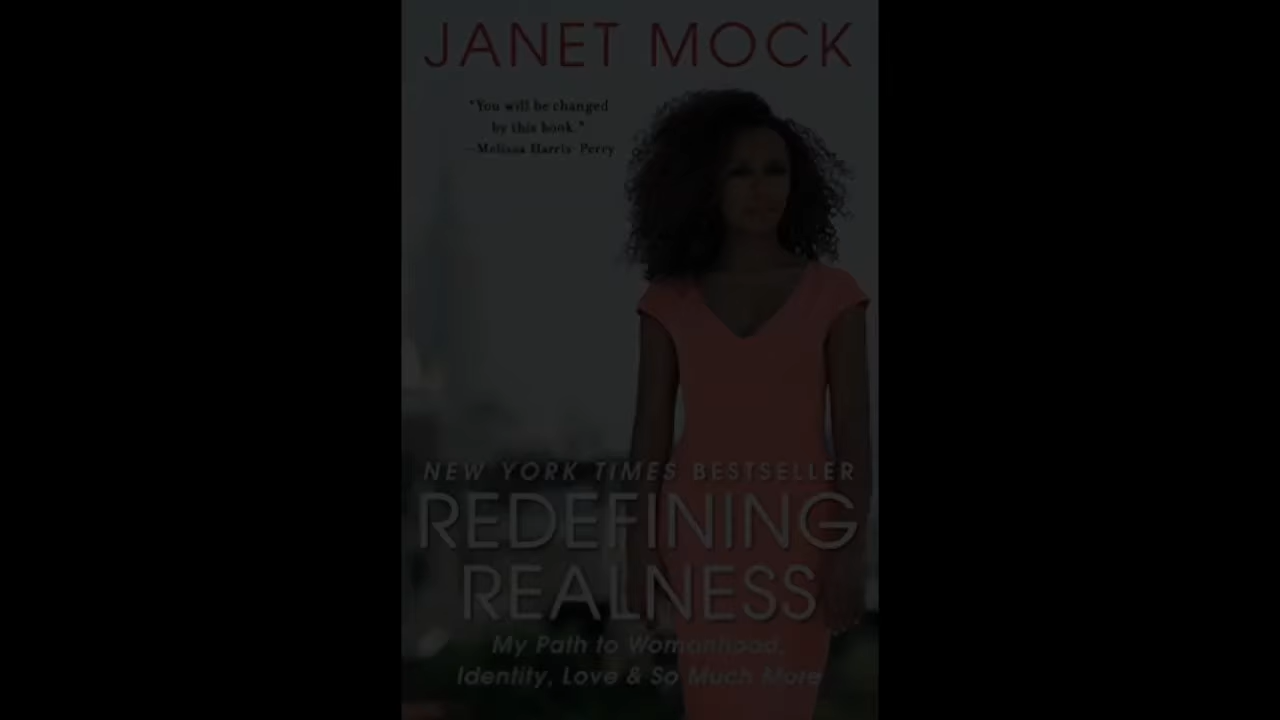 JANET MOCK
"You will be changed
by this book."
—Melissa Harris-Perry
NEW YORK TIMES BESTSELLER
REDEFINING
REALNESS
My Path to Womanhood,
Identity, Love & So Much More